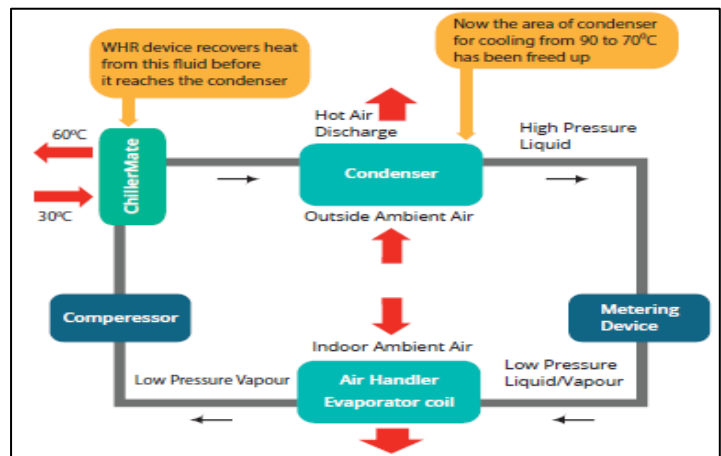 WHR device recovers heat
from this fluid before
it reaches the condenser
Now the area of condenser
for cooling from 90 to 70⁰C
has been freed up
60ºC
30ºC
ChillerMate
Hot Air
Discharge
High Pressure
Liquid
Condenser
Outside Ambient Air
Comperessor
Metering
Device
Indoor Ambient Air
Low Pressure Vapour
Air Handler
Evaporator coil
Low Pressure
Liquid/Vapour